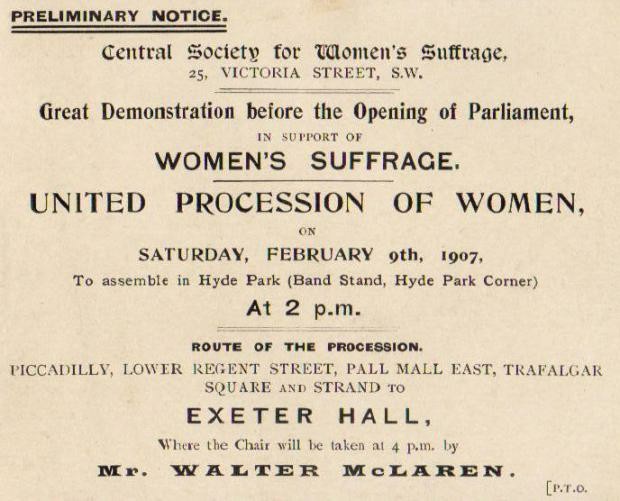 PRELIMINARY NOTICE.
Central Society for Women's Suffrage,
25, VICTORIA STREET, S.W.
Great Demonstration before the Opening of Parliament,
IN SUPPORT OF
WOMEN'S SUFFRAGE.
UNITED PROCESSION OF WOMEN,
ON
SATURDAY, FEBRUARY 9th, 1907,
To assemble in Hyde Park (Band Stand, Hyde Park Corner)
At 2 p.m.
ROUTE OF THE PROCESSION.
PICCADILLY, LOWER REGENT STREET, PALL MALL EAST, TRAFALGAR
SQUARE AND STRAND TO
EXETER HALL,
Where the Chair will be taken at 4 p.m. by
Mr. WALTER McLAREN.
[P.T.O.